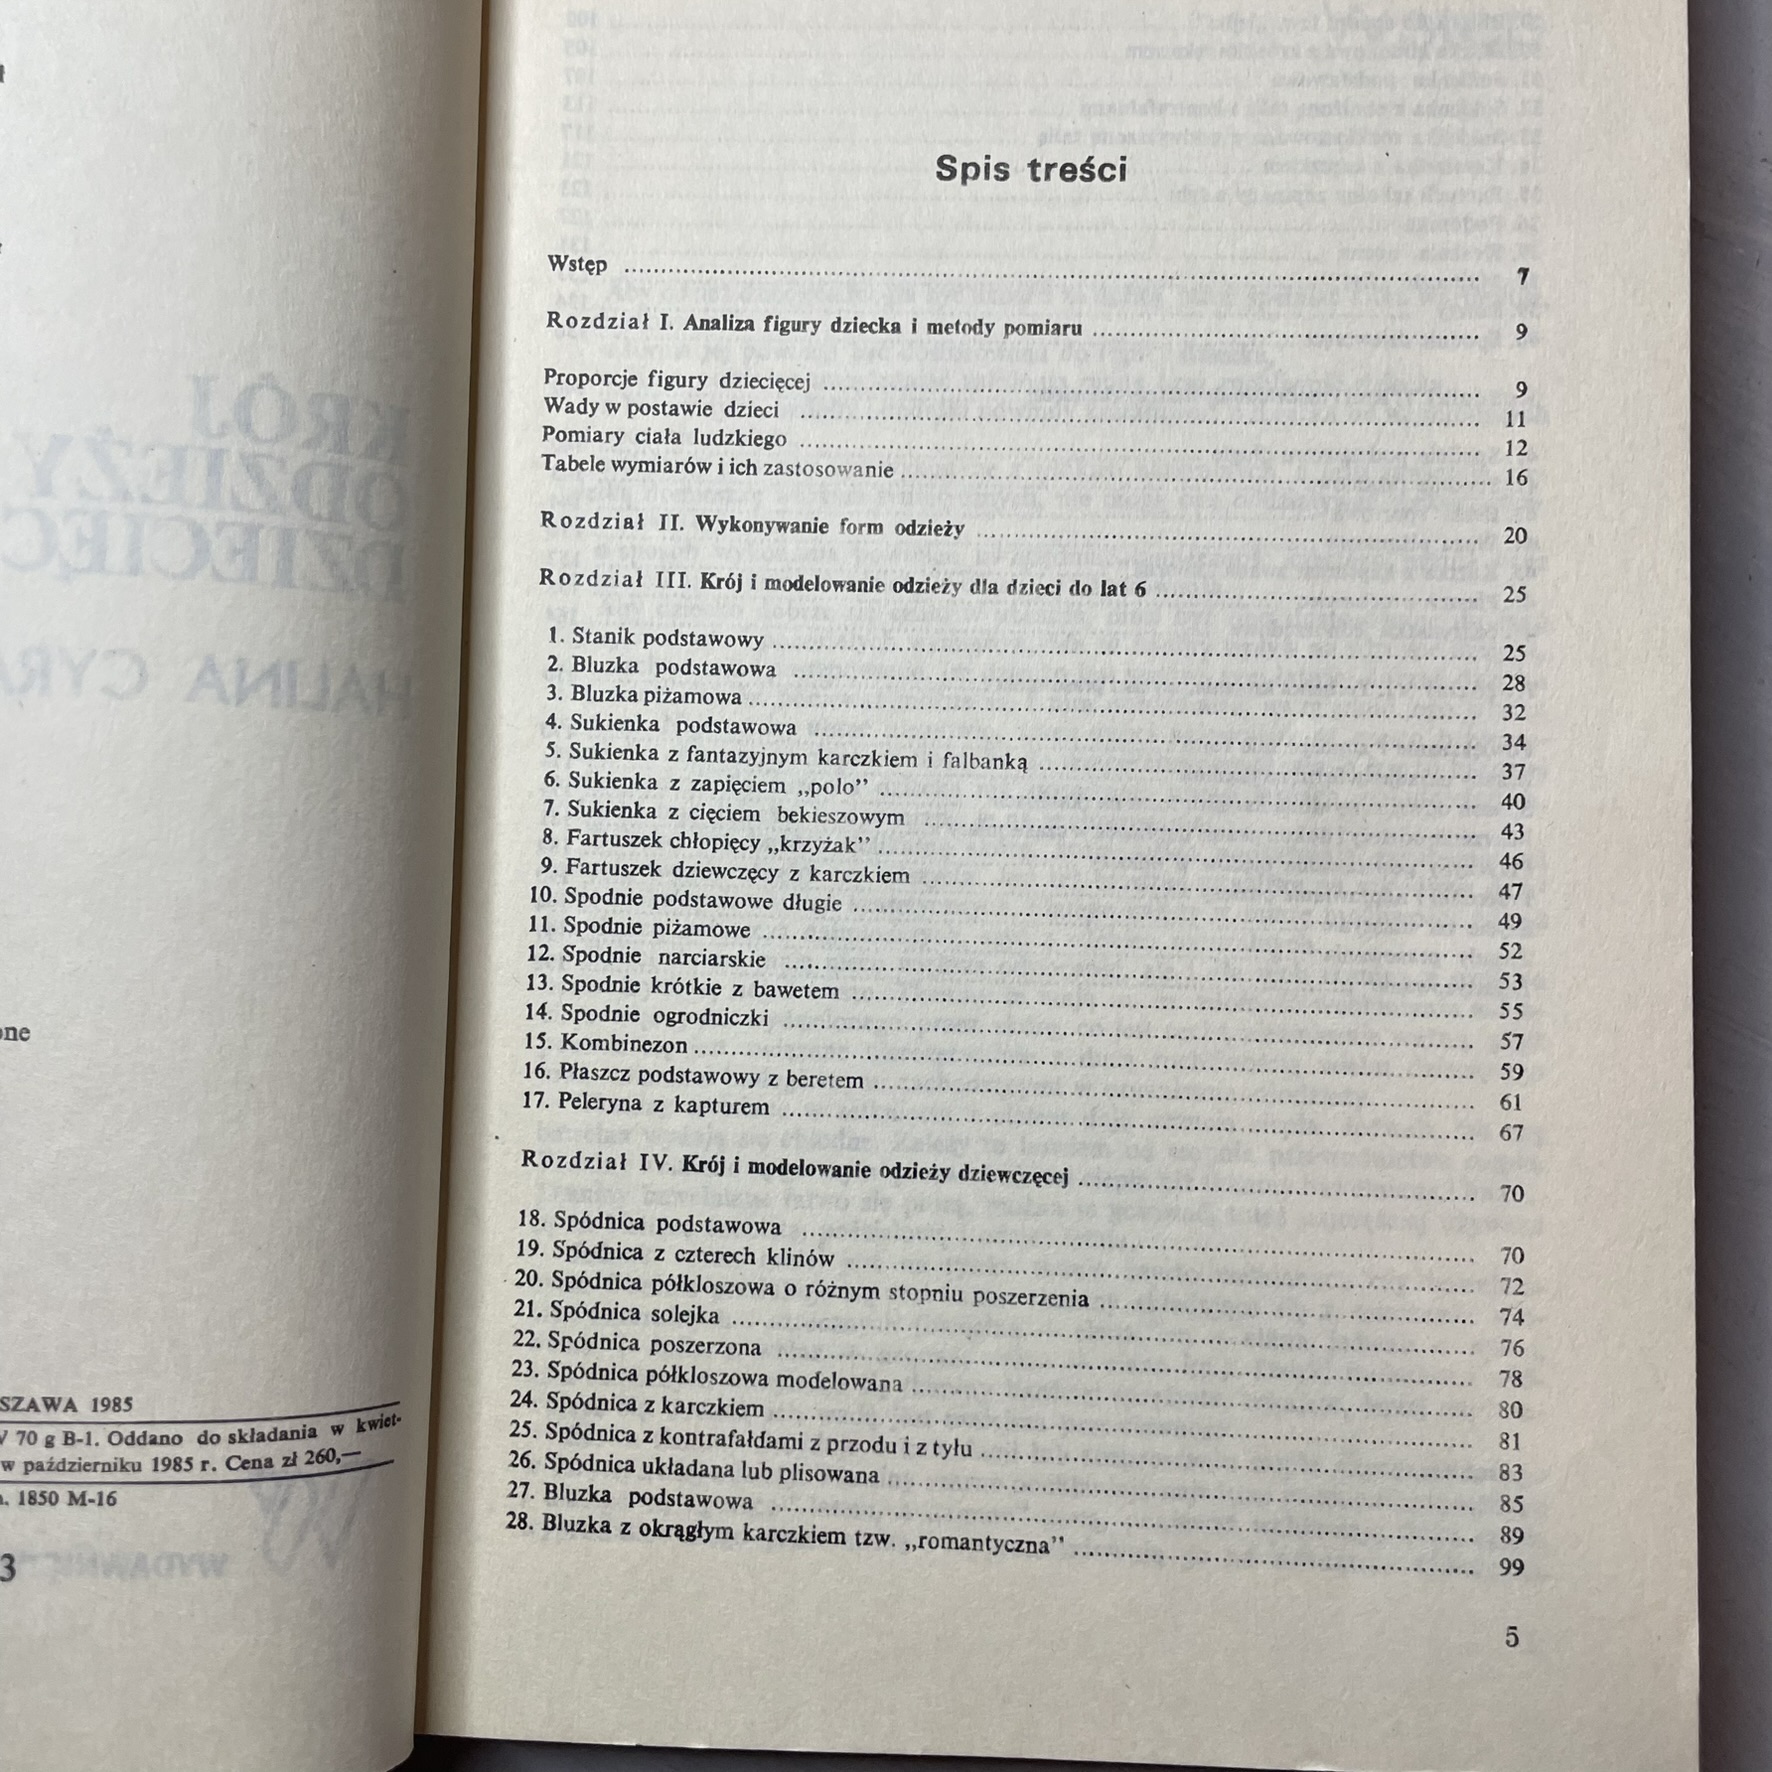 one
SZAWA 1985
70 g B-1. Oddano do składania w kwiet-
w październiku 1985 r. Cena zł 260,—
1850 M-16
3
Spis treści
Wstęp ........ 7
Rozdział I. Analiza figury dziecka i metody pomiaru ........ 9
Proporcje figury dziecięcej ........ 9
Wady w postawie dzieci ........ 11
Pomiary ciała ludzkiego ........ 12
Tabele wymiarów i ich zastosowanie ........ 16
Rozdział II. Wykonywanie form odzieży ........ 20
Rozdział III. Krój i modelowanie odzieży dla dzieci do lat 6 ........ 25
1. Stanik podstawowy ........ 25
2. Bluzka podstawowa ........ 28
3. Bluzka piżamowa ........ 32
4. Sukienka podstawowa ........ 34
5. Sukienka z fantazyjnym karczkiem i falbanką ........ 37
6. Sukienka z zapięciem „polo” ........ 40
7. Sukienka z cięciem bekieszowym ........ 43
8. Fartuszek chłopięcy „krzyżak” ........ 46
9. Fartuszek dziewczęcy z karczkiem ........ 47
10. Spodnie podstawowe długie ........ 49
11. Spodnie piżamowe ........ 52
12. Spodnie narciarskie ........ 53
13. Spodnie krótkie z bawetem ........ 55
14. Spodnie ogrodniczki ........ 57
15. Kombinezon ........ 59
16. Płaszcz podstawowy z beretem ........ 61
17. Peleryna z kapturem ........ 67
Rozdział IV. Krój i modelowanie odzieży dziewczęcej ........ 70
18. Spódnica podstawowa ........ 70
19. Spódnica z czterech klinów ........ 72
20. Spódnica półkloszowa o różnym stopniu poszerzenia ........ 74
21. Spódnica solejka ........ 76
22. Spódnica poszerzona ........ 78
23. Spódnica półkloszowa modelowana ........ 80
24. Spódnica z karczkiem ........ 81
25. Spódnica z kontrafałdami z przodu i z tyłu ........ 83
26. Spódnica układana lub plisowana ........ 85
27. Bluzka podstawowa ........ 89
28. Bluzka z okrągłym karczkiem tzw. „romantyczna” ........ 99
5